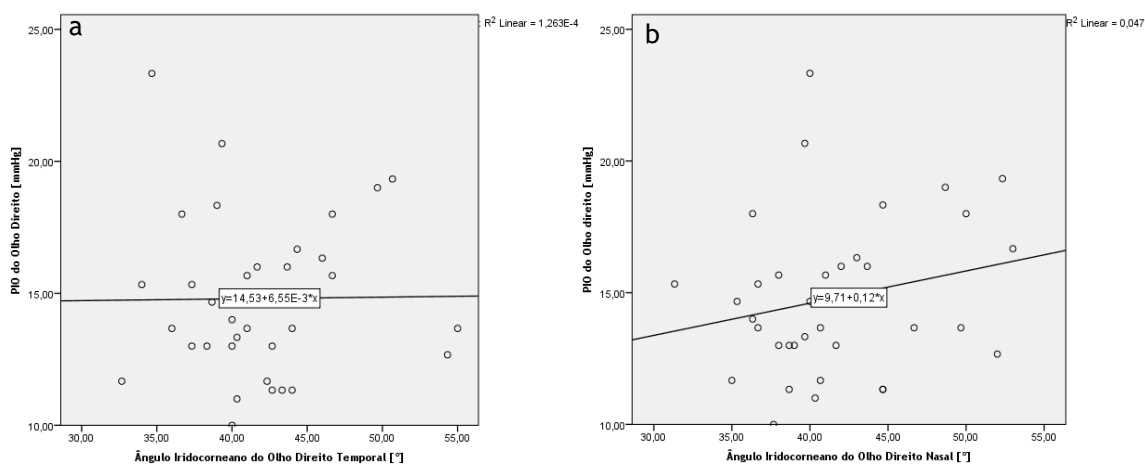 a
: R² Linear = 1,263E-4
25,00
20,00
15,00
10,00
PIO do Olho Direito [mmHg]
y=14,53+6,55E-3*x
30,00 35,00 40,00 45,00 50,00 55,00
Ângulo Iridocorneano do Olho Direito Temporal [°]
b
R² Linear = 0,047
25,00
20,00
15,00
10,00
PIO do Olho direito [mmHg]
y=9,71+0,12*x
30,00 35,00 40,00 45,00 50,00 55,00
Ângulo Iridocorneano do Olho Direito Nasal [°]